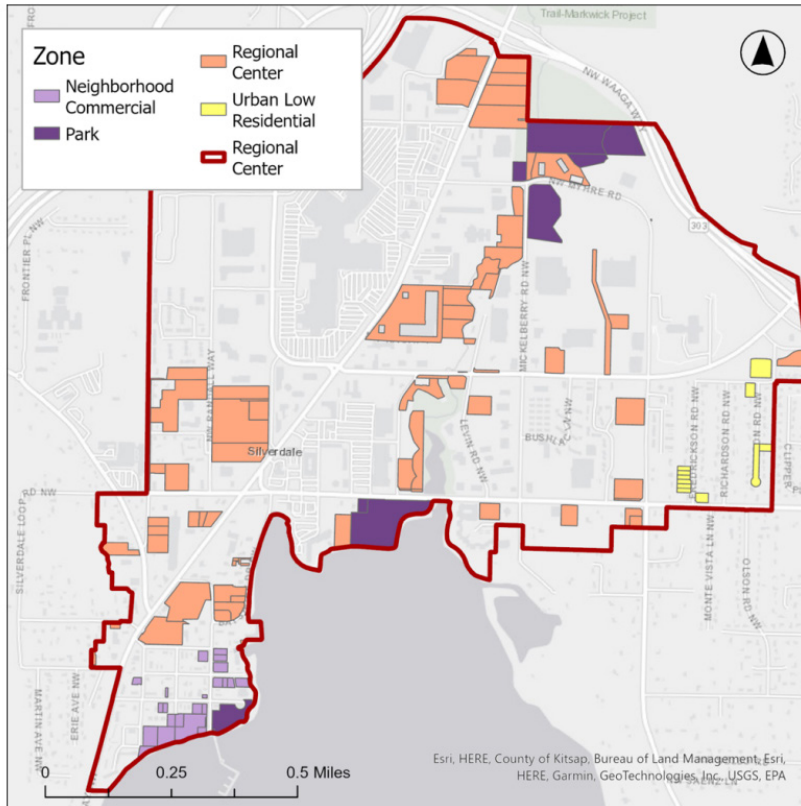 Trail-Markwick Project
Zone
Neighborhood
Commercial
Park
Regional
Center
Urban Low
Residential
Regional
Center
NW WAAGA WAY
NW MYHRE RD
303
FRONTIER PL NW
MICKELBERRY RD NW
NW RANDALL WAY
Silverdale
LEVIN RD NW
FREDRICKSON RD NW
RICHARDSON RD NW
CLIPPER
RD NW
SILVERDALE LOOP
MONTE VISTA LN NW
OLSON RD NW
MARTIN AVE NW
ERIE AVE NW
0 0.25 0.5 Miles
Esri, HERE, County of Kitsap, Bureau of Land Management, Esri,
HERE, Garmin, GeoTechnologies, Inc., USGS, EPA